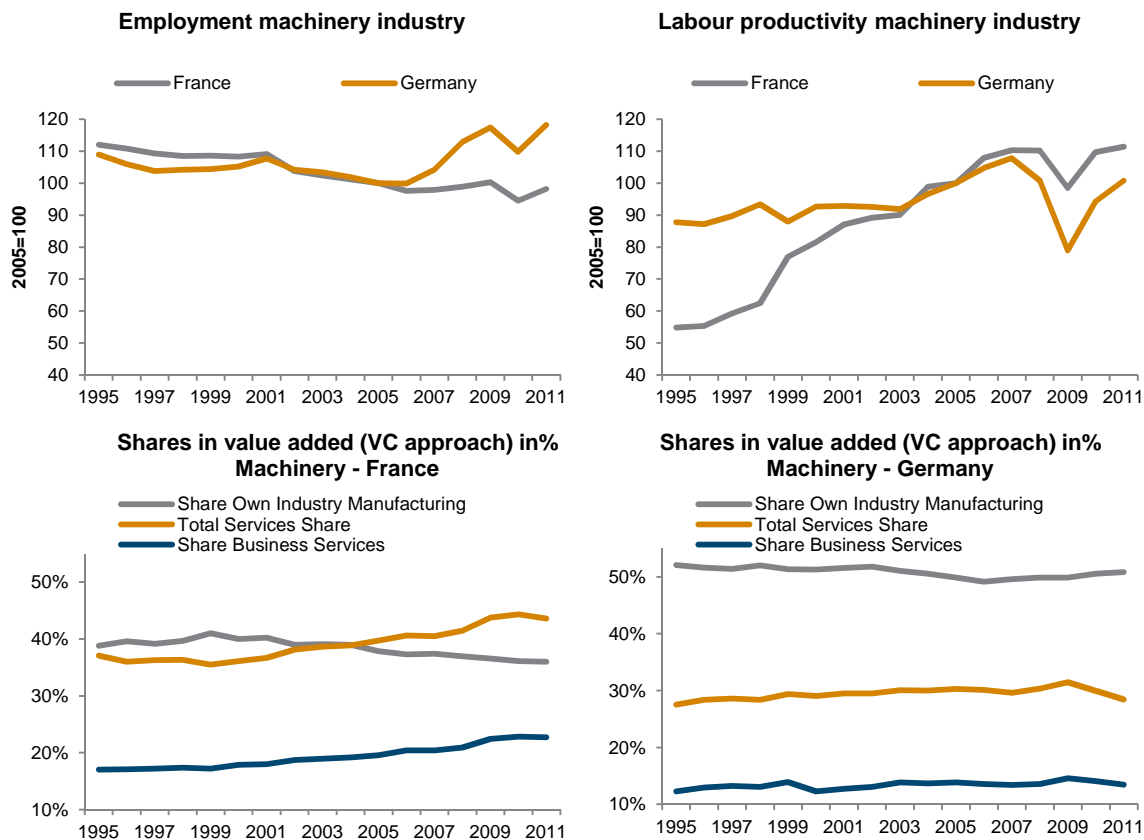 Employment machinery industry
France Germany
120
110
100
90
80
70
60
50
40
2005=100
1995 1997 1999 2001 2003 2005 2007 2009 2011
Labour productivity machinery industry
France Germany
120
110
100
90
80
70
60
50
40
2005=100
1995 1997 1999 2001 2003 2005 2007 2009 2011
Shares in value added (VC approach) in%
Machinery - France
Share Own Industry Manufacturing
Total Services Share
Share Business Services
50%
40%
30%
20%
10%
1995 1997 1999 2001 2003 2005 2007 2009 2011
Shares in value added (VC approach) in%
Machinery - Germany
Share Own Industry Manufacturing
Total Services Share
Share Business Services
50%
40%
30%
20%
10%
1995 1997 1999 2001 2003 2005 2007 2009 2011